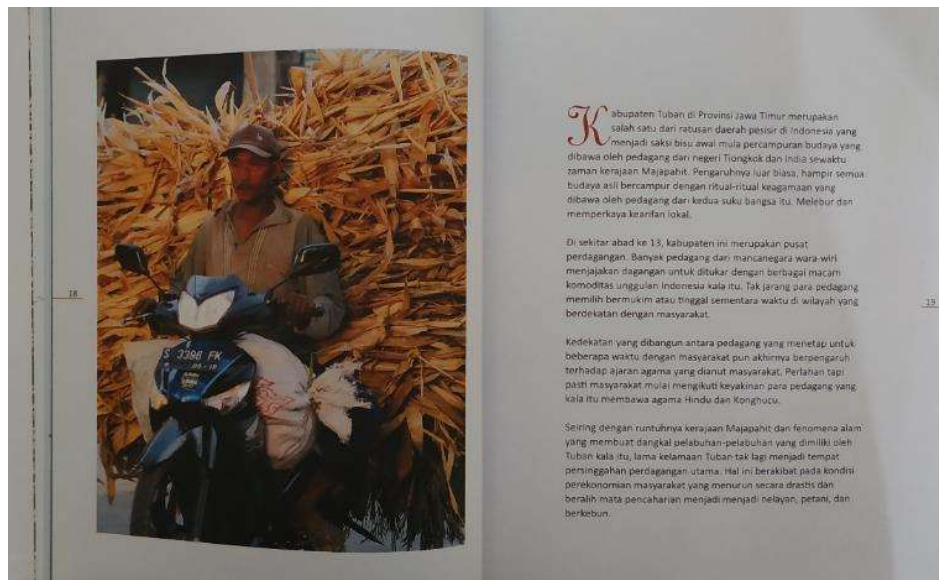 18
S 3386 FK
Kabupaten Tuban di Provinsi Jawa Timur merupakan
salah satu dari ratusan daerah pesisir di Indonesia yang
menjadi saksi bisu awal mula percampuran budaya yang
dibawa oleh pedagang dari negeri Tiongkok dan India sewaktu
zaman kerajaan Majapahit. Pengaruhnya luar biasa, hampir semua
budaya asli bercampur dengan ritual-ritual keagamaan yang
dibawa oleh pedagang dari kedua suku bangsa itu. Melebur dan
memperkaya kearifan lokal.
Di sekitar abad ke 13, kabupaten ini merupakan pusat
perdagangan. Banyak pedagang dari mancanegara wara-wiri
menjajakan dagangan untuk ditukar dengan berbagai macam
komoditas unggulan Indonesia kala itu. Tak jarang para pedagang
memilih bermukim atau tinggal sementara waktu di wilayah yang
berdekatan dengan masyarakat.
Kedekatan yang dibangun antara pedagang yang menetap untuk
beberapa waktu dengan masyarakat pun akhirnya berpengaruh
terhadap ajaran agama yang dianut masyarakat. Perlahan tapi
pasti masyarakat mulai mengikuti keyakinan para pedagang yang
kala itu membawa agama Hindu dan Konghucu.
Seiring dengan runtuhnya kerajaan Majapahit dan fenomena alam
yang membuat dangkal pelabuhan-pelabuhan yang dimiliki oleh
Tuban kala itu, lama kelamaan Tuban tak lagi menjadi tempat
persinggahan perdagangan utama. Hal ini berakibat pada kondisi
perekonomian masyarakat yang menurun secara drastis dan
beralih mata pencaharian menjadi menjadi nelayan, petani, dan
berkebun.
19